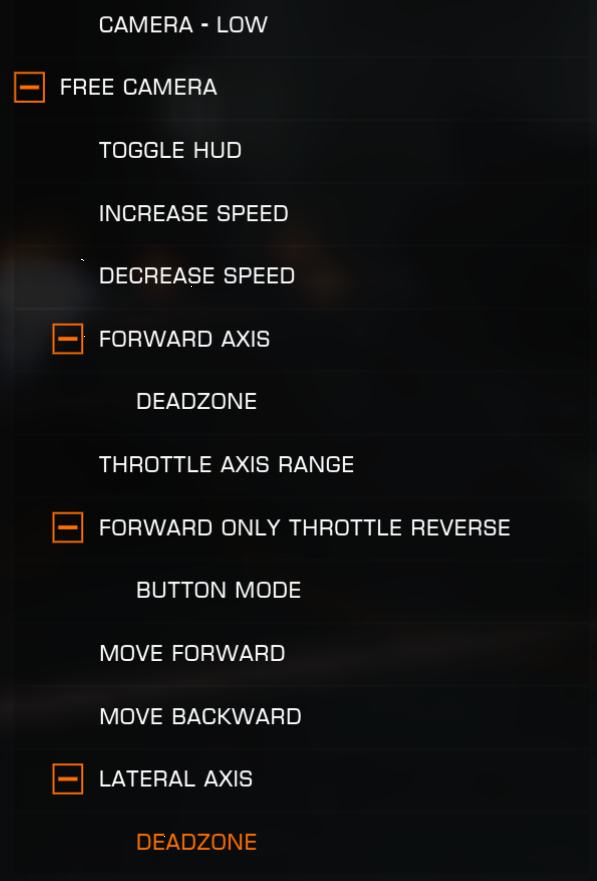 CAMERA - LOW
FREE CAMERA
TOGGLE HUD
INCREASE SPEED
DECREASE SPEED
FORWARD AXIS
DEADZONE
THROTTLE AXIS RANGE
FORWARD ONLY THROTTLE REVERSE
BUTTON MODE
MOVE FORWARD
MOVE BACKWARD
LATERAL AXIS
DEADZONE